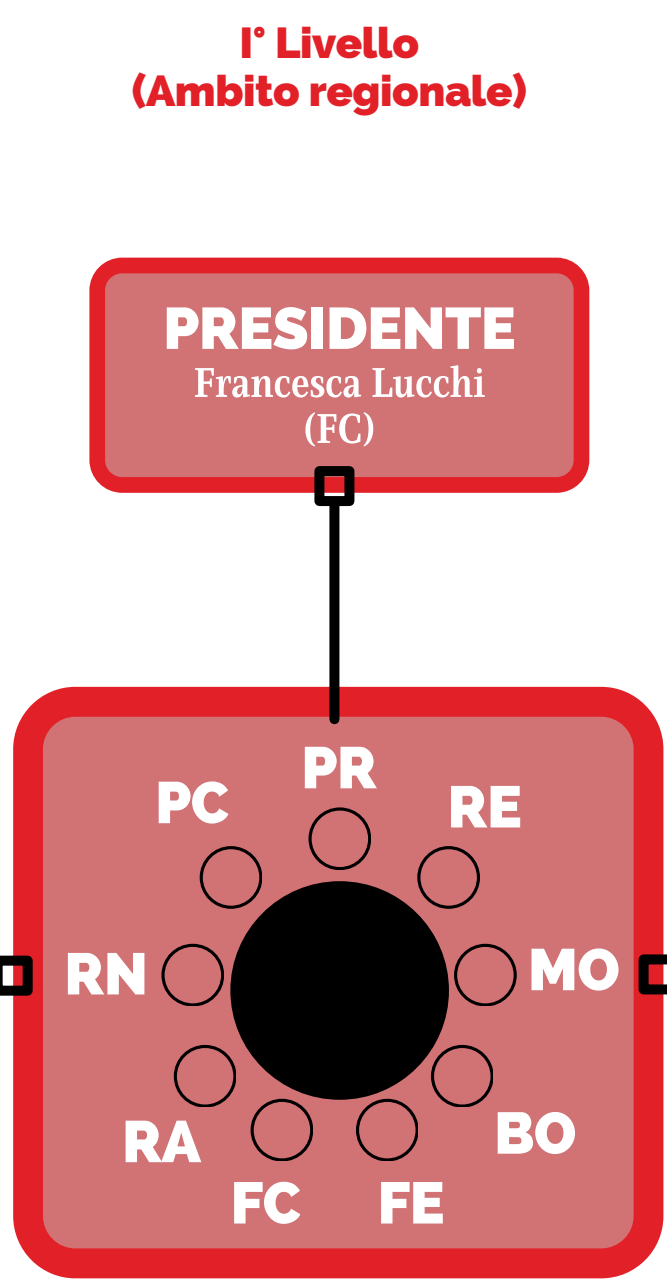 I° Livello
(Ambito regionale)
PRESIDENTE
Francesca Lucchi
(FC)
PR
PC
RE
RN
MO
RA
BO
FC
FE